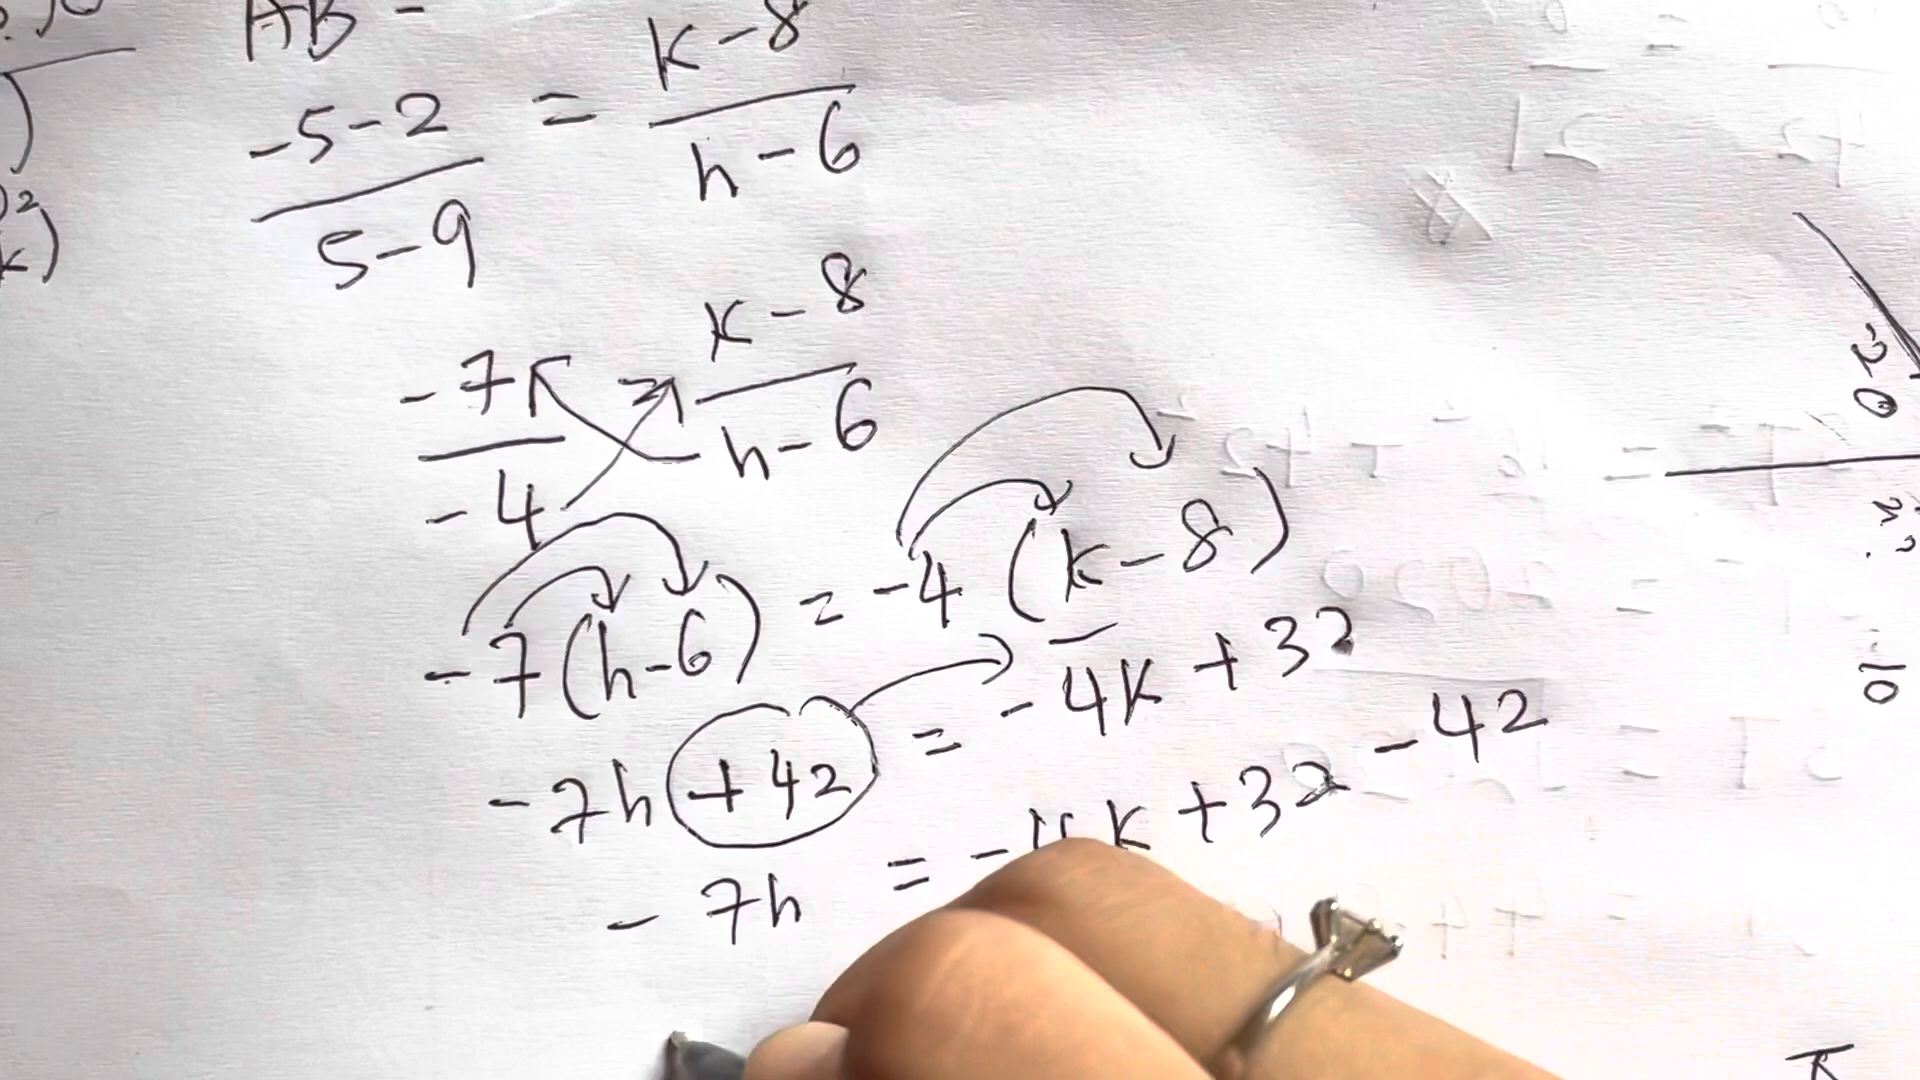 AB -
-5-2 / 5-9 = k-8 / h-6
-7 / -4 = k-8 / h-6
-7(h-6) = -4(k-8)
-7h +42 = -4k +32
-7h = -4k +32 -42